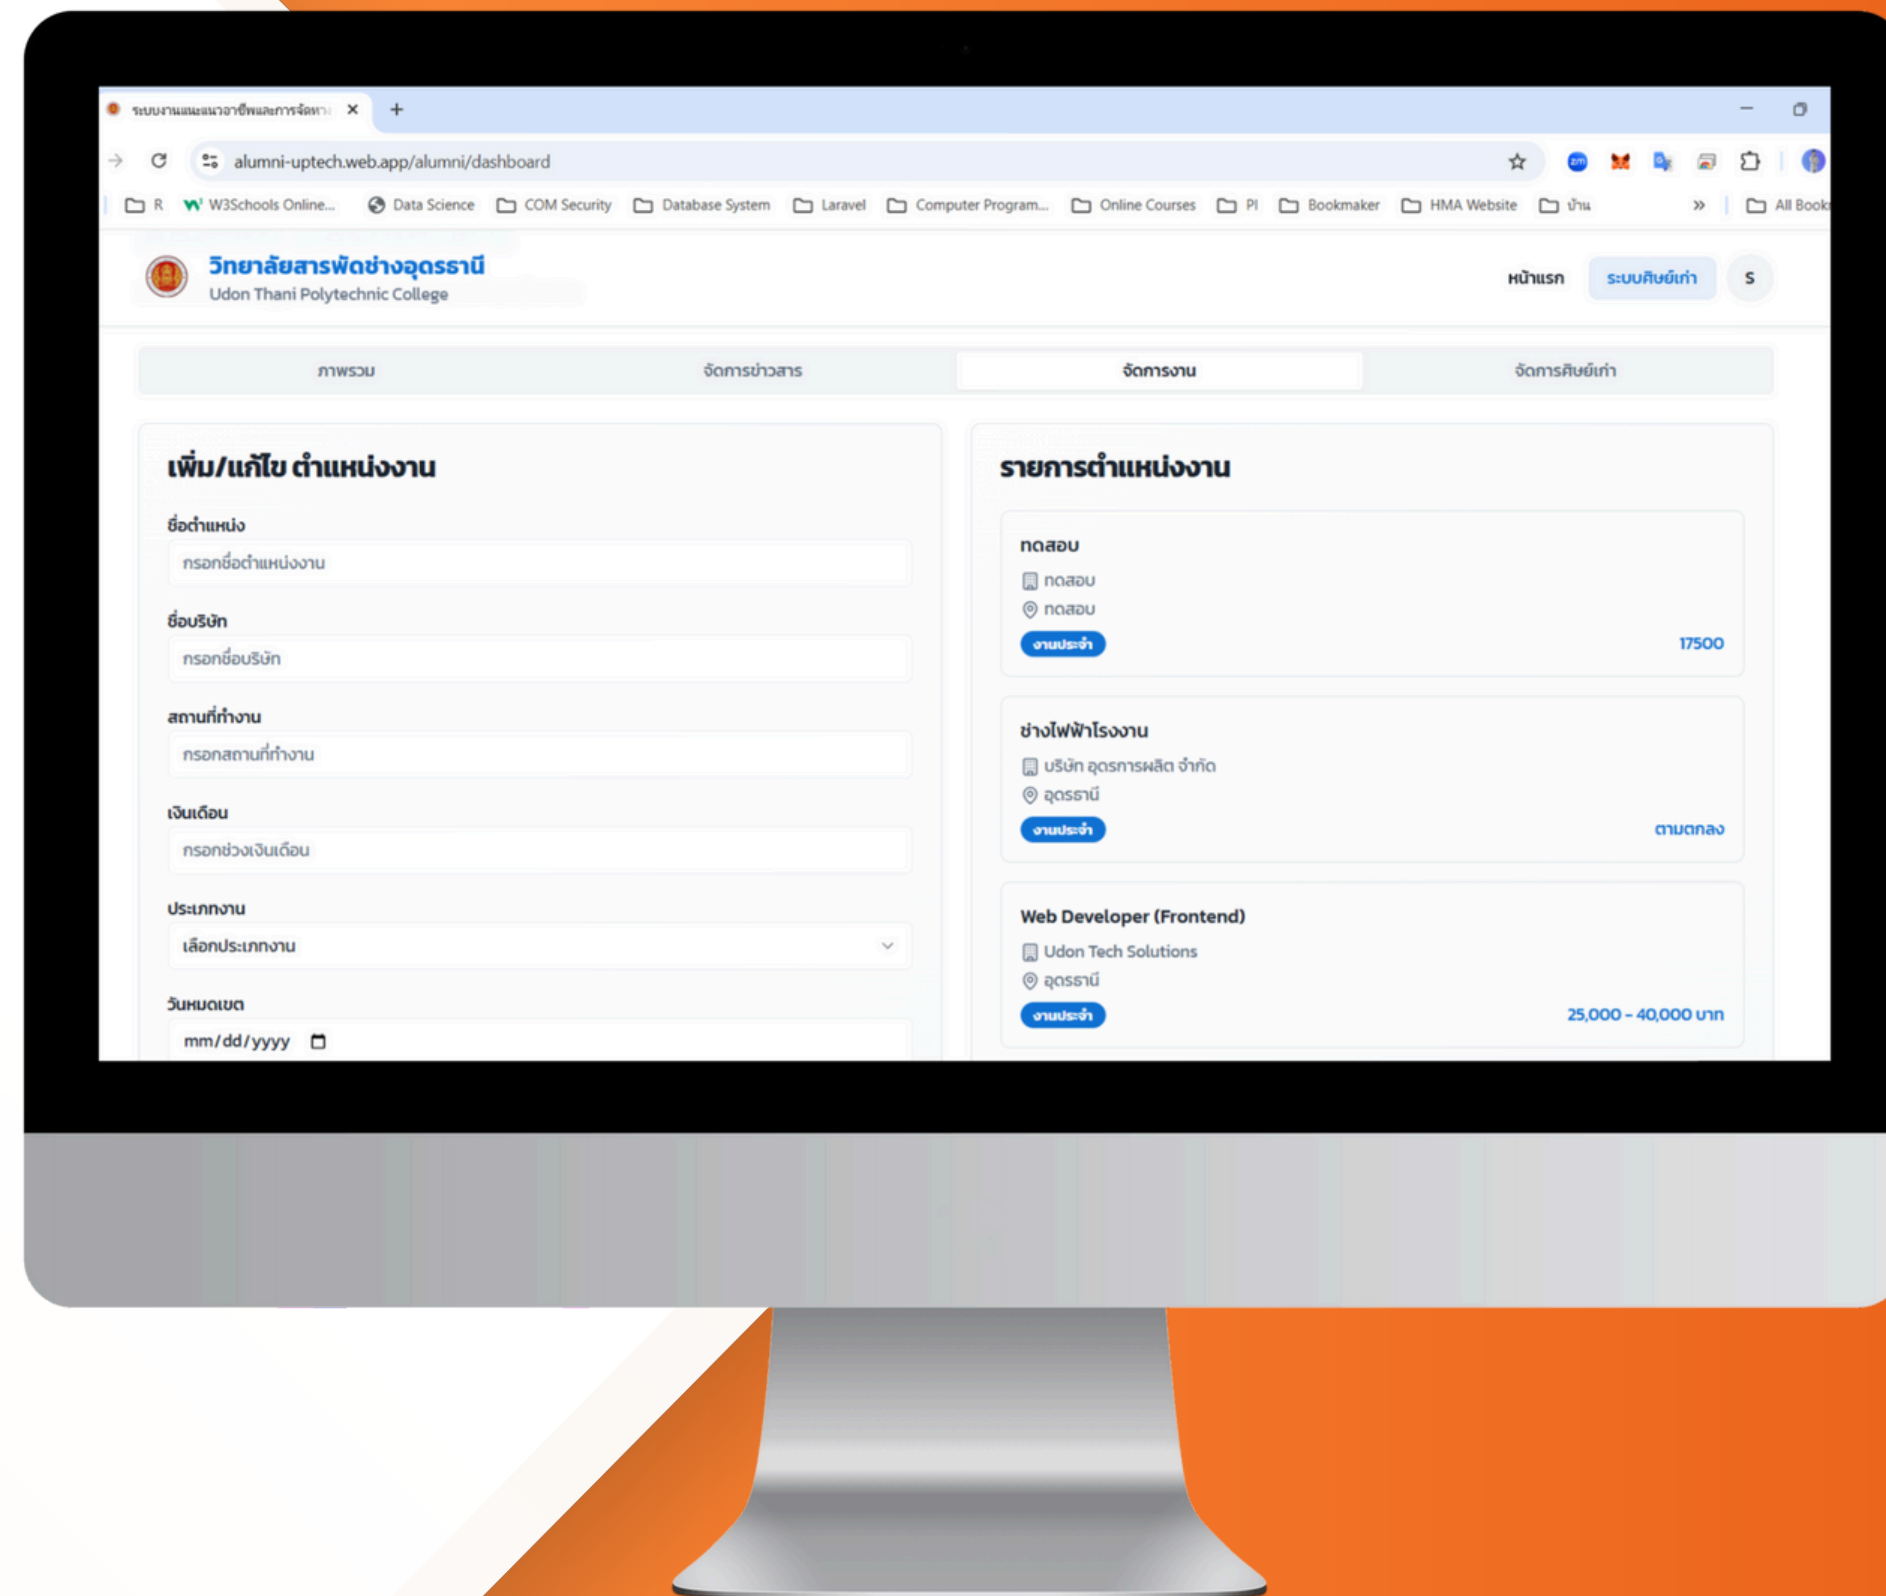 ระบบงานแนะแนวอาชีพและการจัดหา
alumni-uptech.web.app/alumni/dashboard
zm
R W3Schools Online... Data Science COM Security Database System Laravel Computer Program... Online Courses PI Bookmaker HMA Website บ้าน » All Book
วิทยาลัยสารพัดช่างอุดรธานี
Udon Thani Polytechnic College
หน้าแรก ระบบศิษย์เก่า S
ภาพรวม จัดการข่าวสาร จัดการงาน จัดการศิษย์เก่า
เพิ่ม/แก้ไข ตำแหน่งงาน
ชื่อตำแหน่ง
กรอกชื่อตำแหน่งงาน
ชื่อบริษัท
กรอกชื่อบริษัท
สถานที่ทำงาน
กรอกสถานที่ทำงาน
เงินเดือน
กรอกช่วงเงินเดือน
ประเภทงาน
เลือกประเภทงาน
วันหมดเขต
mm/dd/yyyy
รายการตำแหน่งงาน
ทดสอบ
ทดสอบ
ทดสอบ
งานประจำ 17500
ช่างไฟฟ้าโรงงาน
บริษัท อุดรการผลิต จำกัด
อุดรธานี
งานประจำ ตามตกลง
Web Developer (Frontend)
Udon Tech Solutions
อุดรธานี
งานประจำ 25,000 - 40,000 บาท